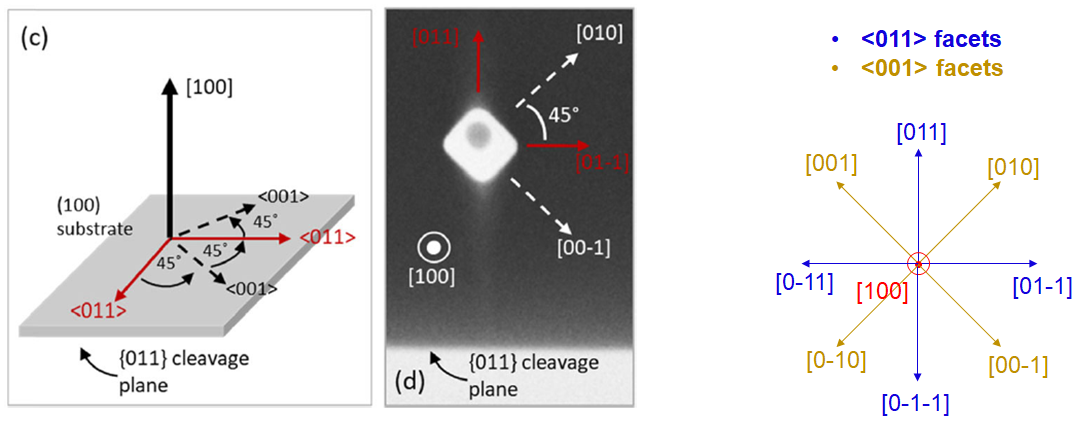 (c)
[100]
(100)
substrate
<001>
45°
<011>
45°
45°
<001>
<011>
{011} cleavage
plane
[011]
[010]
45°
[01-1]
[00-1]
[100]
{011} cleavage
plane
(d)
• <011> facets
• <001> facets
[011]
[001]
[010]
[0-11]
[100]
[01-1]
[0-10]
[00-1]
[0-1-1]